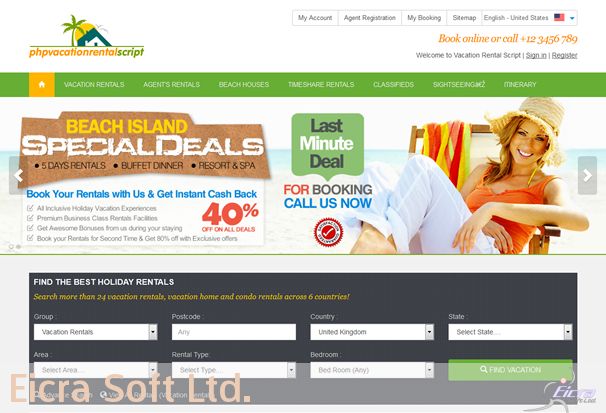 My Account
Agent Registration
My Booking
Sitemap
English - United States
phpvacationrentalscript
Book online or call +12 3456 789
Welcome to Vacation Rental Script | Sign in | Register
VACATION RENTALS
AGENT'S RENTALS
BEACH HOUSES
TIMESHARE RENTALS
CLASSIFIEDS
SIGHTSEEINGâ€Ž
ITINERARY
BEACH ISLAND
SPECIAL DEALS
• 5 DAYS RENTALS • BUFFET DINNER • RESORT & SPA
Book Your Rentals with Us & Get Instant Cash Back
All Inclusive Holiday Vacation Experiences
Premium Business Class Rentals Facilities
Get Awesome Bonuses from us during your staying
Book your Rentals for Second Time & Get 80% off with Exclusive offers
40%
OFF ON ALL DEALS
Last
Minute
Deal
FOR BOOKING
CALL US NOW
SATISFACTION
FIND THE BEST HOLIDAY RENTALS
Search more than 24 vacation rentals, vacation home and condo rentals across 6 countries!
Group :
Postcode :
Country :
State :
Vacation Rentals
Any
United Kingdom
Select State....
Area :
Rental Type:
Bedroom :
Select Area...
Select Type...
Bed Room (Any)
FIND VACATION
Eicra Soft Ltd.
Eicra